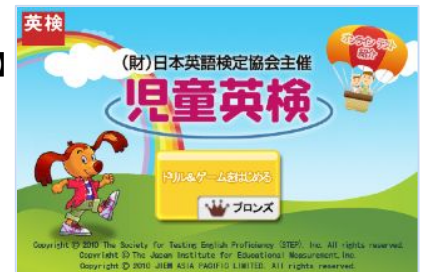 英検
】
オンラインテスト
紹介
(財)日本英語検定協会主催
児童英検
ドリル&ゲームをはじめる
ブロンズ
Copyright © 2010 The Society for Testing English Proficiency (STEP), Inc. All rights reserved.
Copyright © The Japan Institute for Educational Measurement, Inc.
Copyright © 2010 JIEM ASIA PACIFIC LIMITED. All rights reserved.